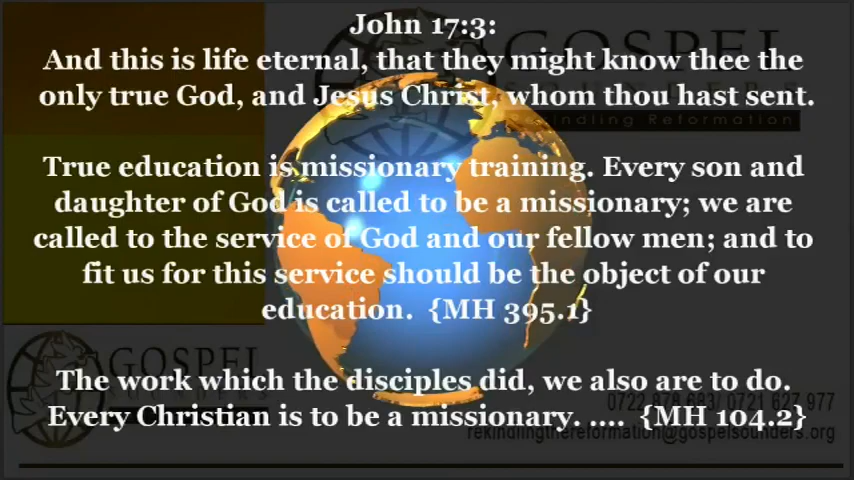 John 17:3:
And this is life eternal, that they might know thee the
only true God, and Jesus Christ, whom thou hast sent.
True education is missionary training. Every son and
daughter of God is called to be a missionary; we are
called to the service of God and our fellow men; and to
fit us for this service should be the object of our
education. {MH 395.1}
The work which the disciples did, we also are to do.
Every Christian is to be a missionary. .... {MH 104.2}
GOSPEL
SOUNDERS
Rekindling Reformation
GOSPEL
SOUNDERS
0722 878 683/ 0721 627 977
rekindlingthereformation@gospelsounders.org